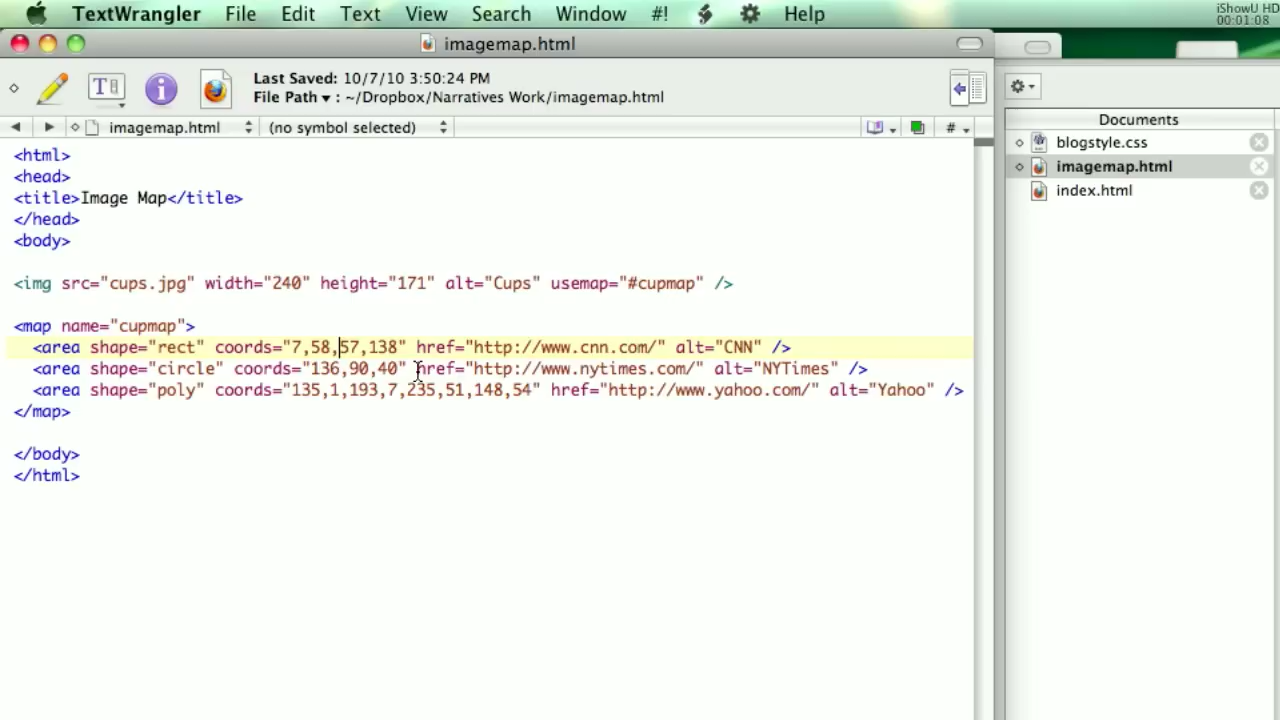 TextWrangler File Edit Text View Search Window #! Help
iShowU HD
00:01:08
imagemap.html
Last Saved: 10/7/10 3:50:24 PM
File Path ▾ : ~/Dropbox/Narratives Work/imagemap.html
imagemap.html (no symbol selected) #
<html>
<head>
<title>Image Map</title>
</head>
<body>
<img src="cups.jpg" width="240" height="171" alt="Cups" usemap="#cupmap" />
<map name="cupmap">
<area shape="rect" coords="7,58,57,138" href="http://www.cnn.com/" alt="CNN" />
<area shape="circle" coords="136,90,40" href="http://www.nytimes.com/" alt="NYTimes" />
<area shape="poly" coords="135,1,193,7,235,51,148,54" href="http://www.yahoo.com/" alt="Yahoo" />
</map>
</body>
</html>
Documents
blogstyle.css
imagemap.html
index.html